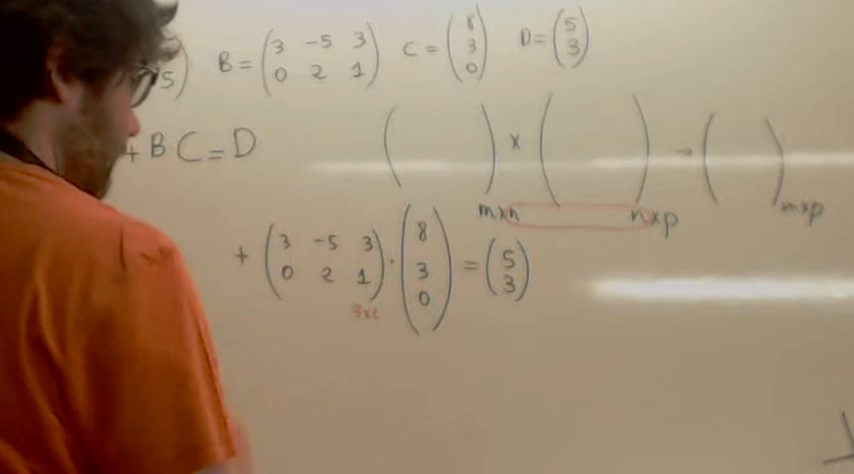 5) B = (3 -5 3 0 2 1) C = (8 3 0) D = (5 3)
+ B C = D
( )m×n × ( )n×p → ( )m×p
+ (3 -5 3 0 2 1) · (8 3 0) = (5 3)